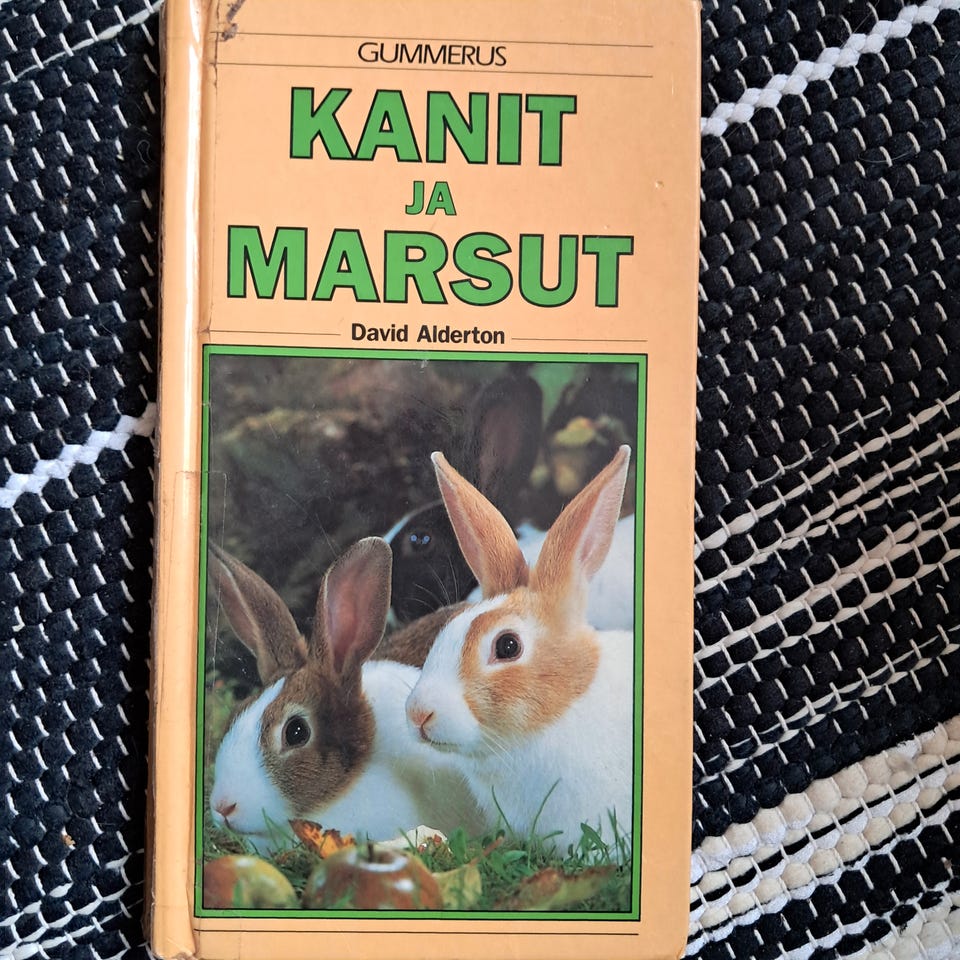 GUMMERUS
KANIT
JA
MARSUT
David Alderton